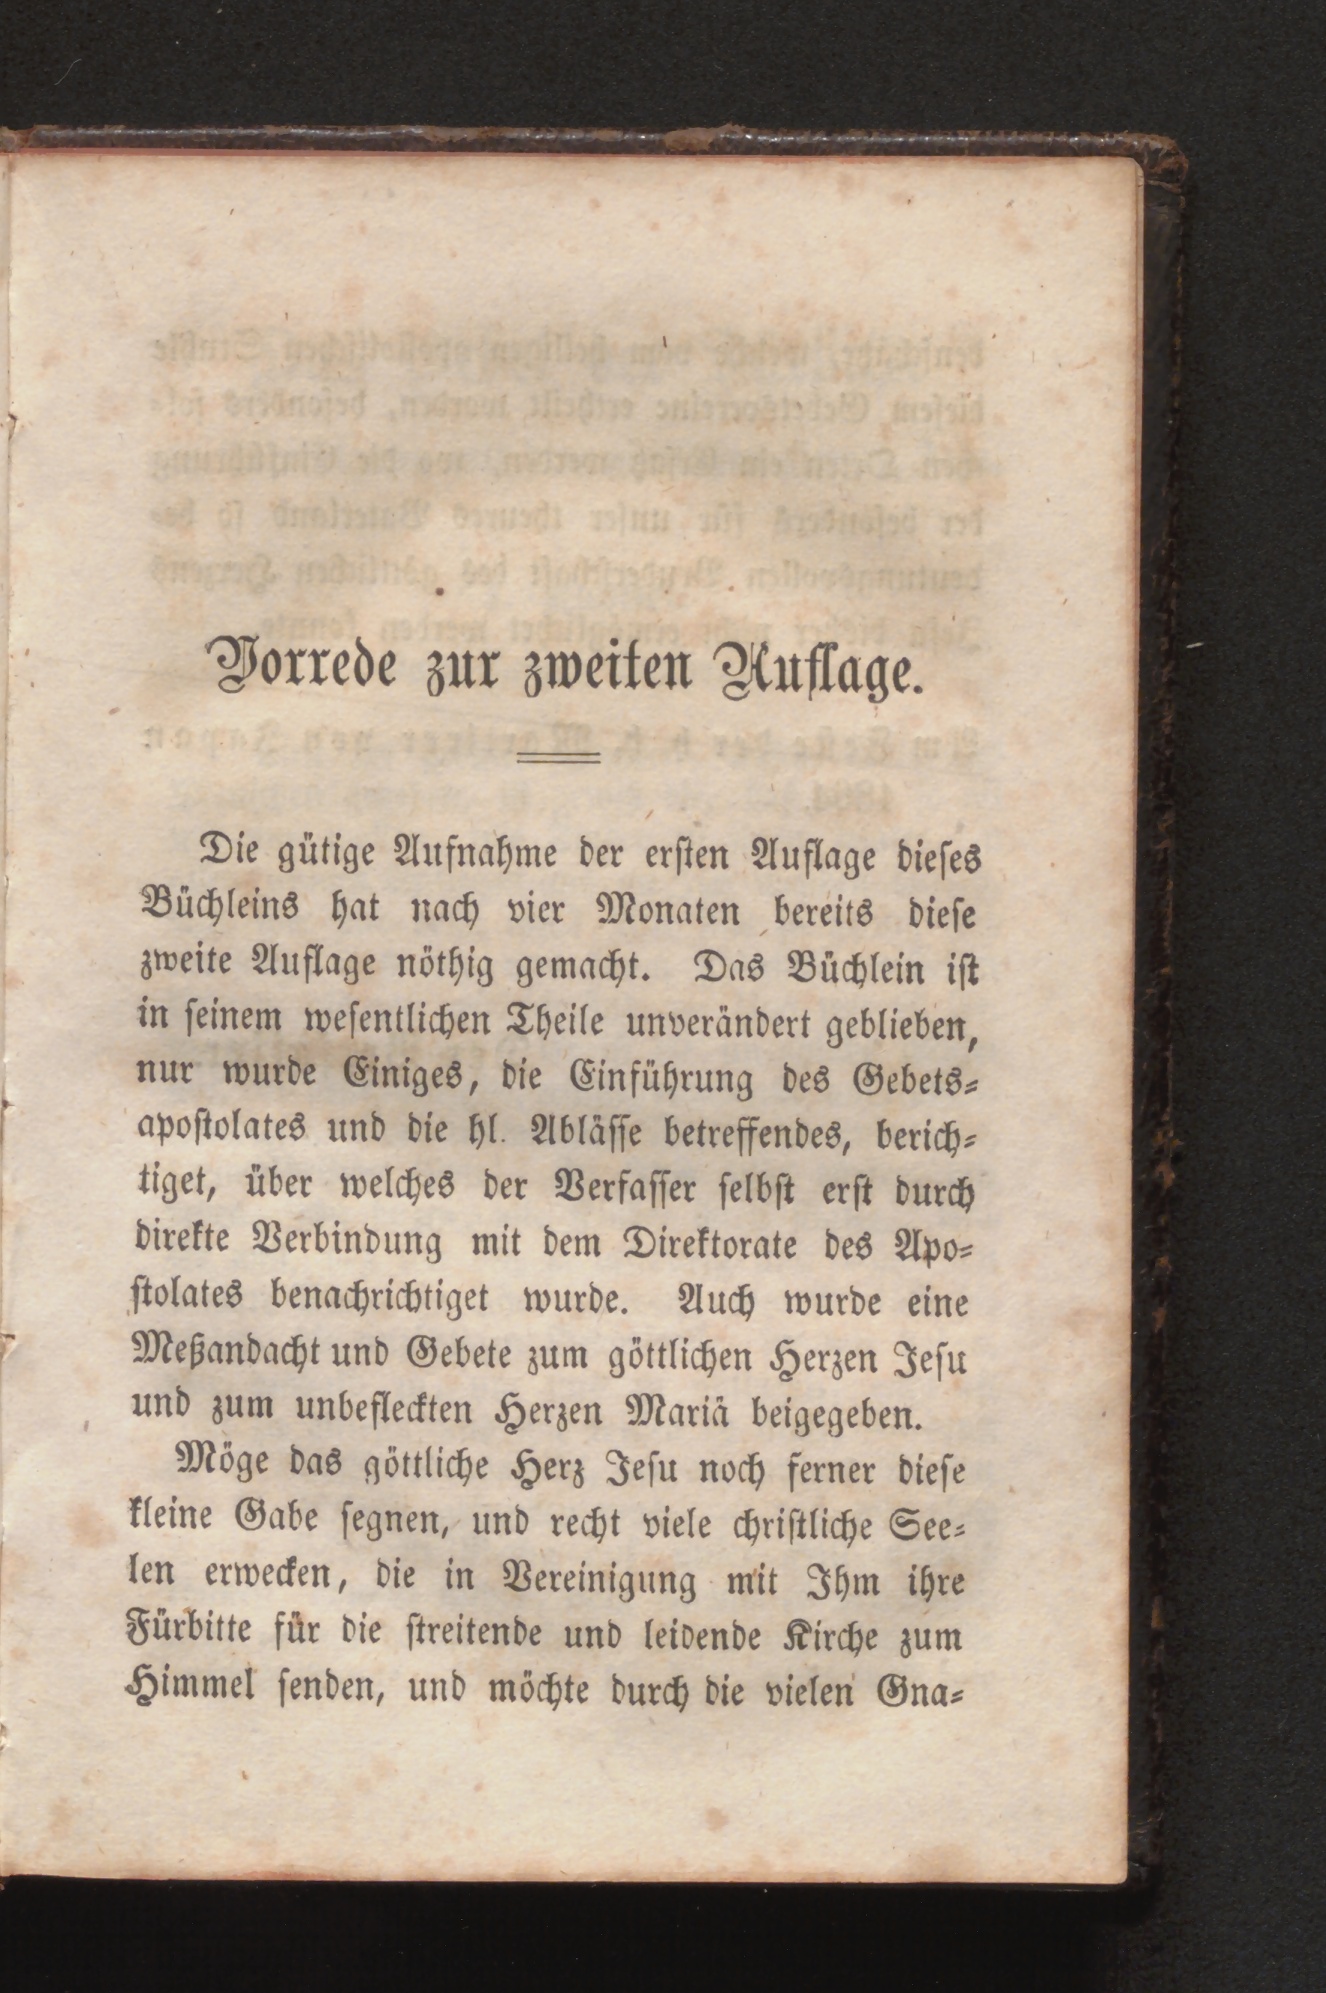 Vorrede zur zweiten Auflage.
Die gütige Aufnahme der ersten Auflage dieses
Büchleins hat nach vier Monaten bereits diese
zweite Auflage nöthig gemacht. Das Büchlein ist
in seinem wesentlichen Theile unverändert geblieben,
nur wurde Einiges, die Einführung des Gebets-
apostolates und die hl. Ablässe betreffendes, berich-
tiget, über welches der Verfasser selbst erst durch
direkte Verbindung mit dem Direktorate des Apo-
stolates benachrichtiget wurde. Auch wurde eine
Meßandacht und Gebete zum göttlichen Herzen Jesu
und zum unbefleckten Herzen Mariä beigegeben.
Möge das göttliche Herz Jesu noch ferner diese
kleine Gabe segnen, und recht viele christliche See-
len erwecken, die in Vereinigung mit Ihm ihre
Fürbitte für die streitende und leidende Kirche zum
Himmel senden, und möchte durch die vielen Gna-